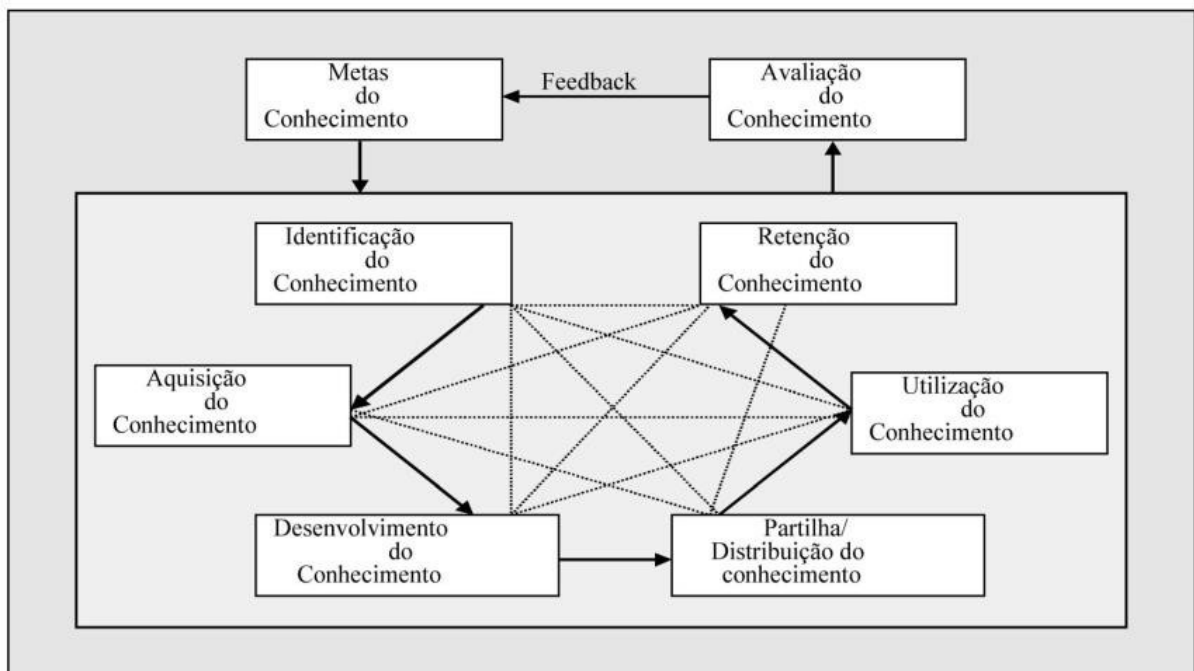 Metas
do
Conhecimento
Feedback
Avaliação
do
Conhecimento
Identificação
do
Conhecimento
Retenção
do
Conhecimento
Aquisição
do
Conhecimento
Utilização
do
Conhecimento
Desenvolvimento
do
Conhecimento
Partilha/
Distribuição do
conhecimento